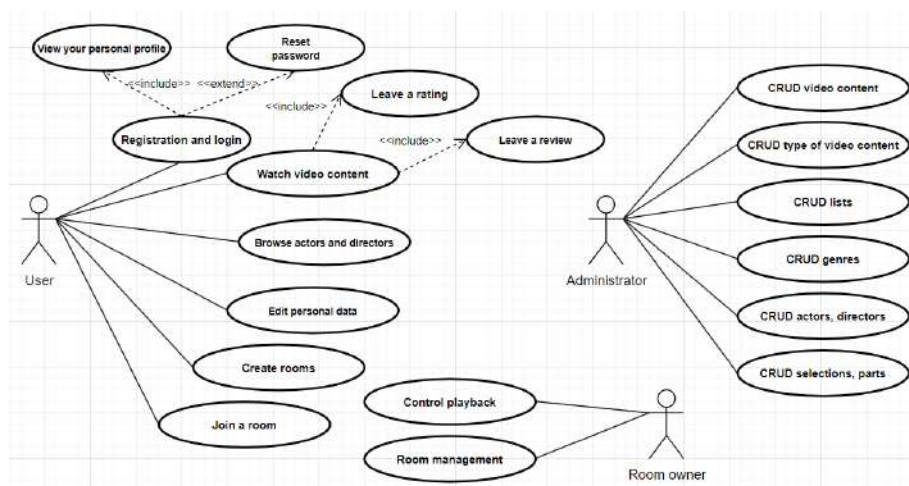 View your personal profile
Reset
password
<<include>>
<<extend>>
Leave a rating
<<include>>
CRUD video content
Registration and login
<<include>>
Leave a review
CRUD type of video content
Watch video content
CRUD lists
Browse actors and directors
User
Administrator
CRUD genres
Edit personal data
CRUD actors, directors
Create rooms
CRUD selections, parts
Control playback
Join a room
Room management
Room owner